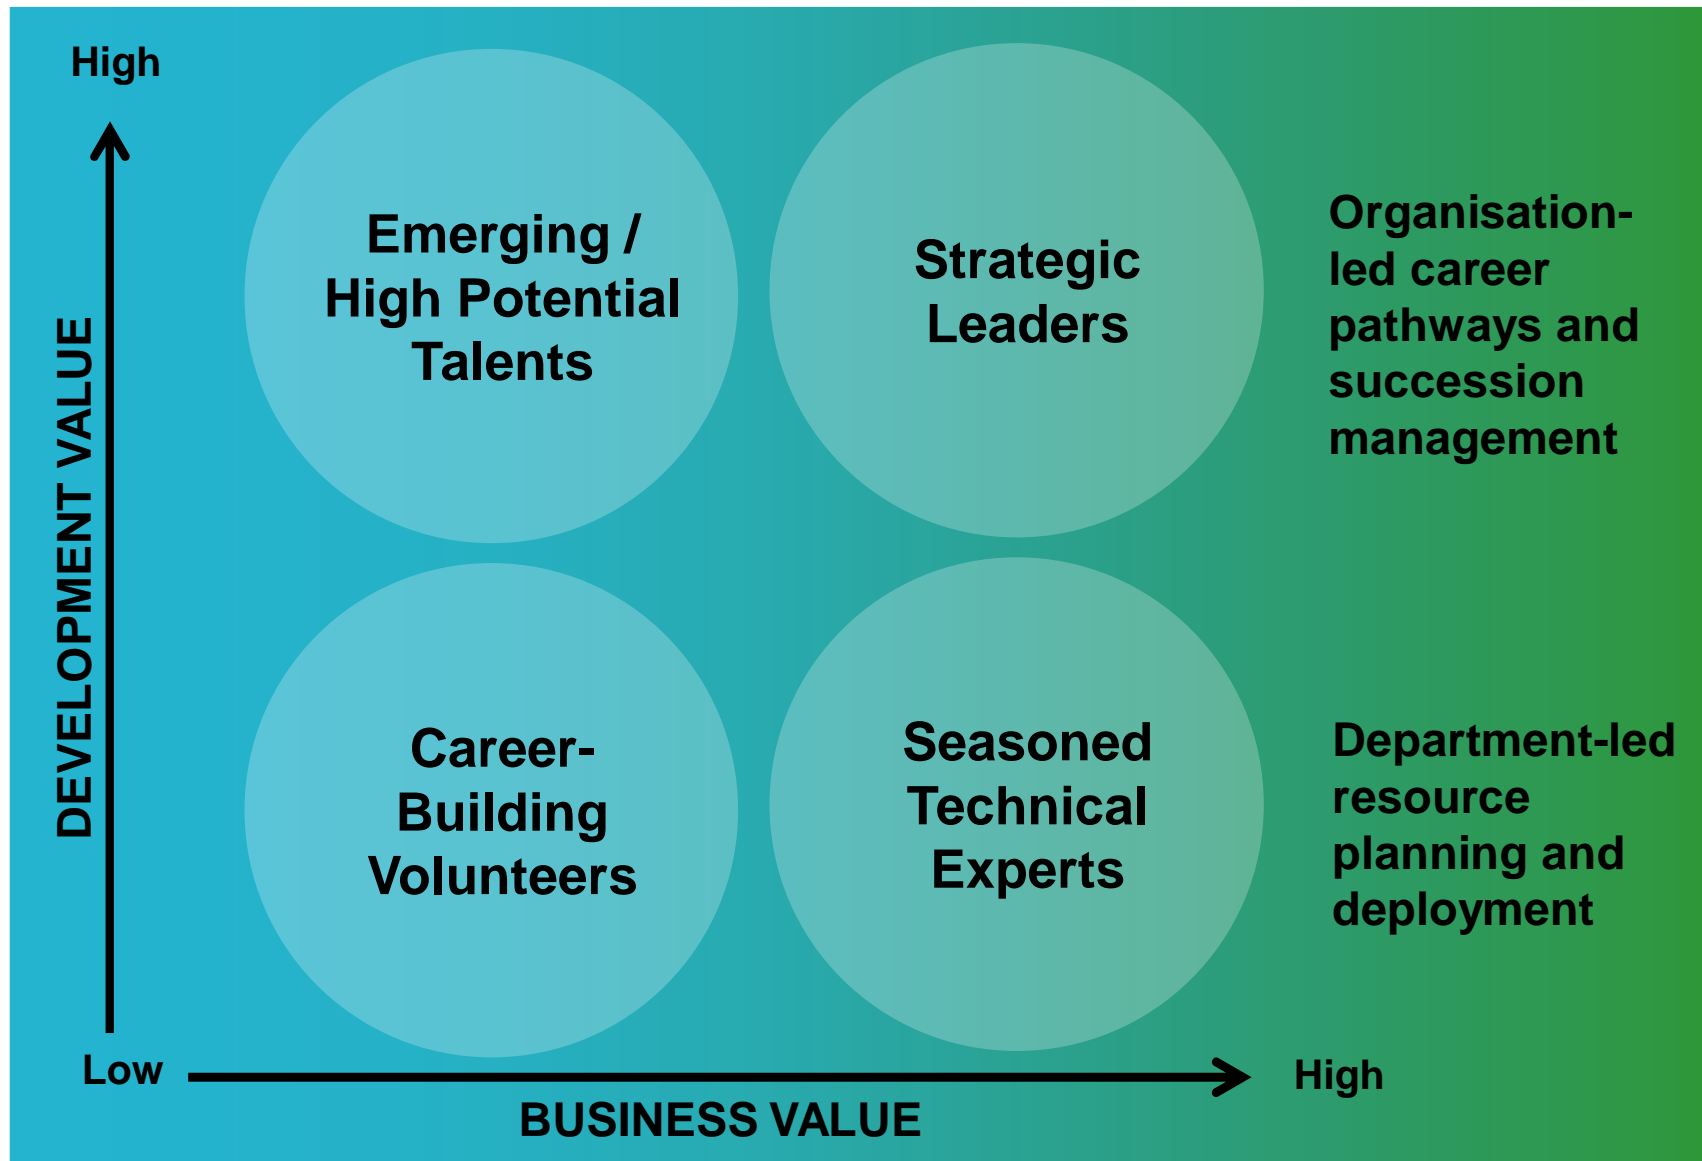 High
DEVELOPMENT VALUE
Emerging /
High Potential
Talents
Strategic
Leaders
Organisation-
led career
pathways and
succession
management
Career-
Building
Volunteers
Seasoned
Technical
Experts
Department-led
resource
planning and
deployment
Low
High
BUSINESS VALUE